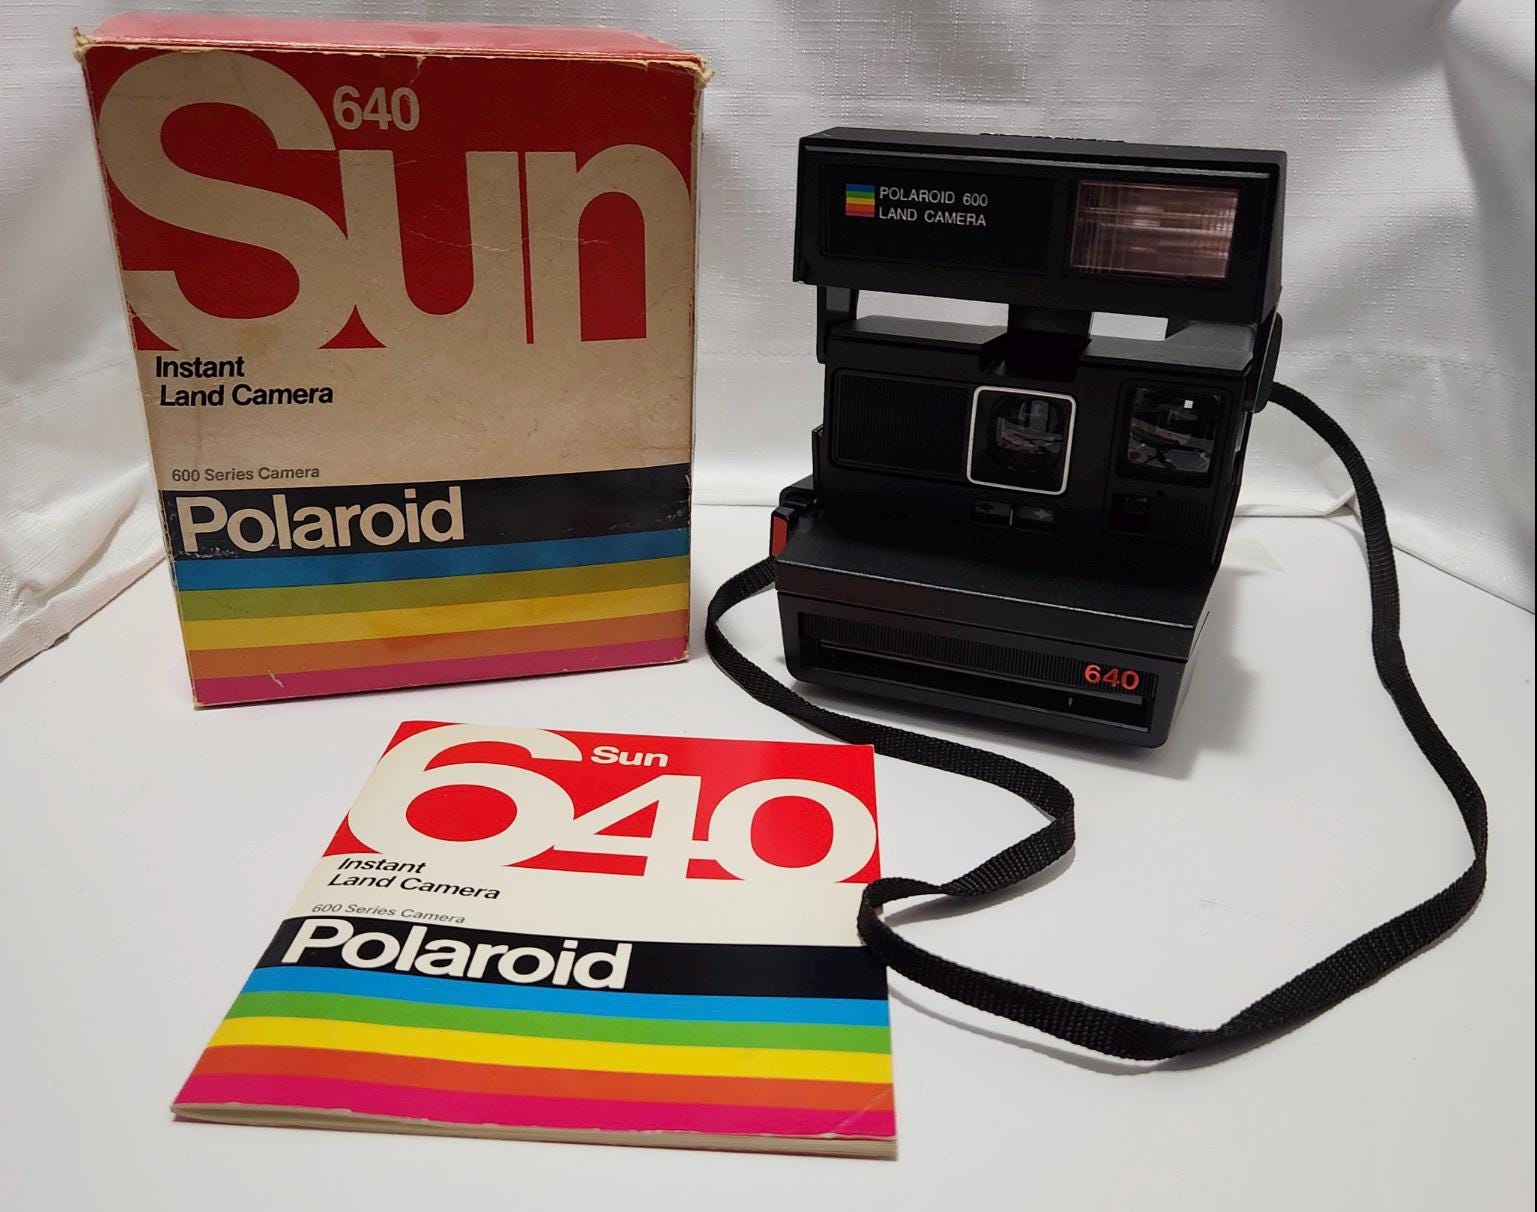 640
Sun
Instant
Land Camera
600 Series Camera
Polaroid
POLAROID 600
LAND CAMERA
640
Sun
640
Instant
Land Camera
600 Series Camera
Polaroid